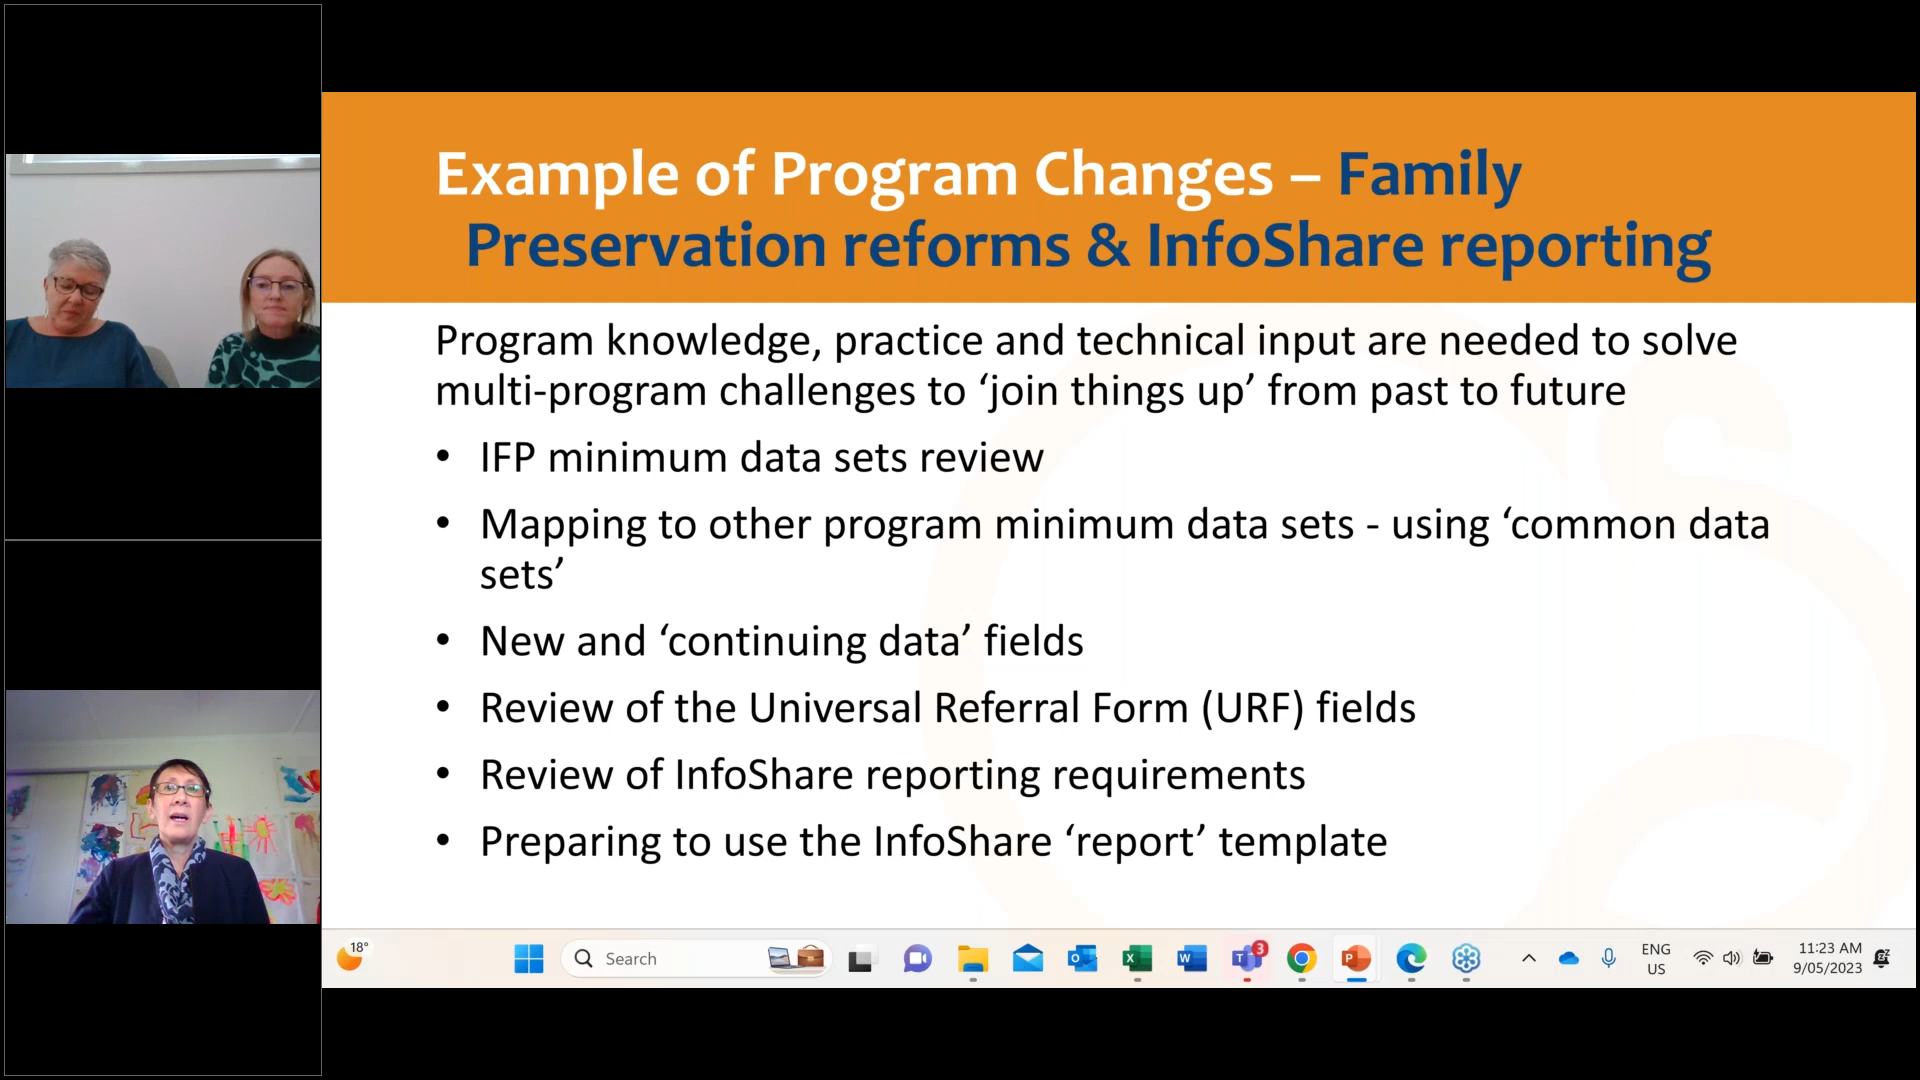 Example of Program Changes – Family
Preservation reforms & InfoShare reporting
Program knowledge, practice and technical input are needed to solve
multi-program challenges to ‘join things up’ from past to future
• IFP minimum data sets review
• Mapping to other program minimum data sets - using ‘common data
sets’
• New and ‘continuing data’ fields
• Review of the Universal Referral Form (URF) fields
• Review of InfoShare reporting requirements
• Preparing to use the InfoShare ‘report’ template
18°
Search
3
ENG
US
11:23 AM
9/05/2023